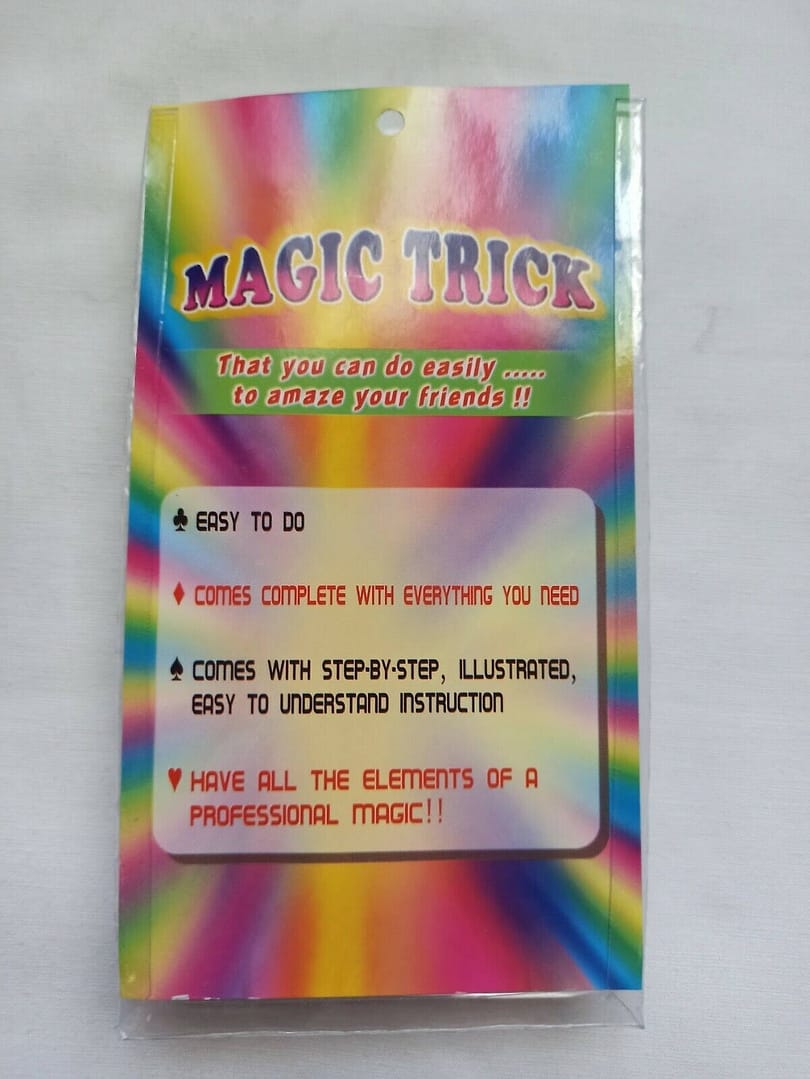 MAGIC TRICK
That you can do easily .....
to amaze your friends !!
♣ EASY TO DO
♦ COMES COMPLETE WITH EVERYTHING YOU NEED
♠ COMES WITH STEP-BY-STEP, ILLUSTRATED,
EASY TO UNDERSTAND INSTRUCTION
♥ HAVE ALL THE ELEMENTS OF A
PROFESSIONAL MAGIC!!